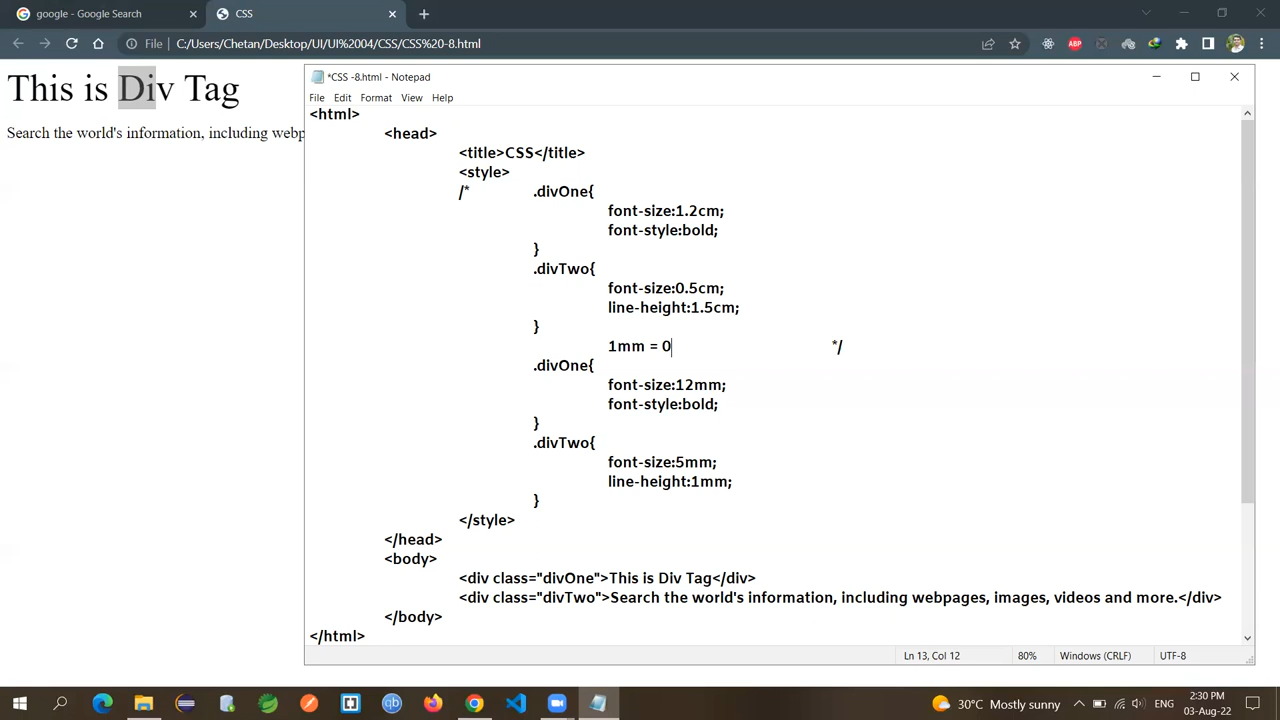 google - Google Search
CSS
File C:/Users/Chetan/Desktop/UI/UI%2004/CSS/CSS%20-8.html
ABP
This is Div Tag
Search the world's information, including webp
*CSS -8.html - Notepad
File Edit Format View Help
<html>
<head>
<title>CSS</title>
<style>
/* .divOne{
font-size:1.2cm;
font-style:bold;
}
.divTwo{
font-size:0.5cm;
line-height:1.5cm;
}
1mm = 0 */
.divOne{
font-size:12mm;
font-style:bold;
}
.divTwo{
font-size:5mm;
line-height:1mm;
}
</style>
</head>
<body>
<div class="divOne">This is Div Tag</div>
<div class="divTwo">Search the world's information, including webpages, images, videos and more.</div>
</body>
</html>
Ln 13, Col 12 80% Windows (CRLF) UTF-8
qb
30°C Mostly sunny
ENG
2:30 PM
03-Aug-22